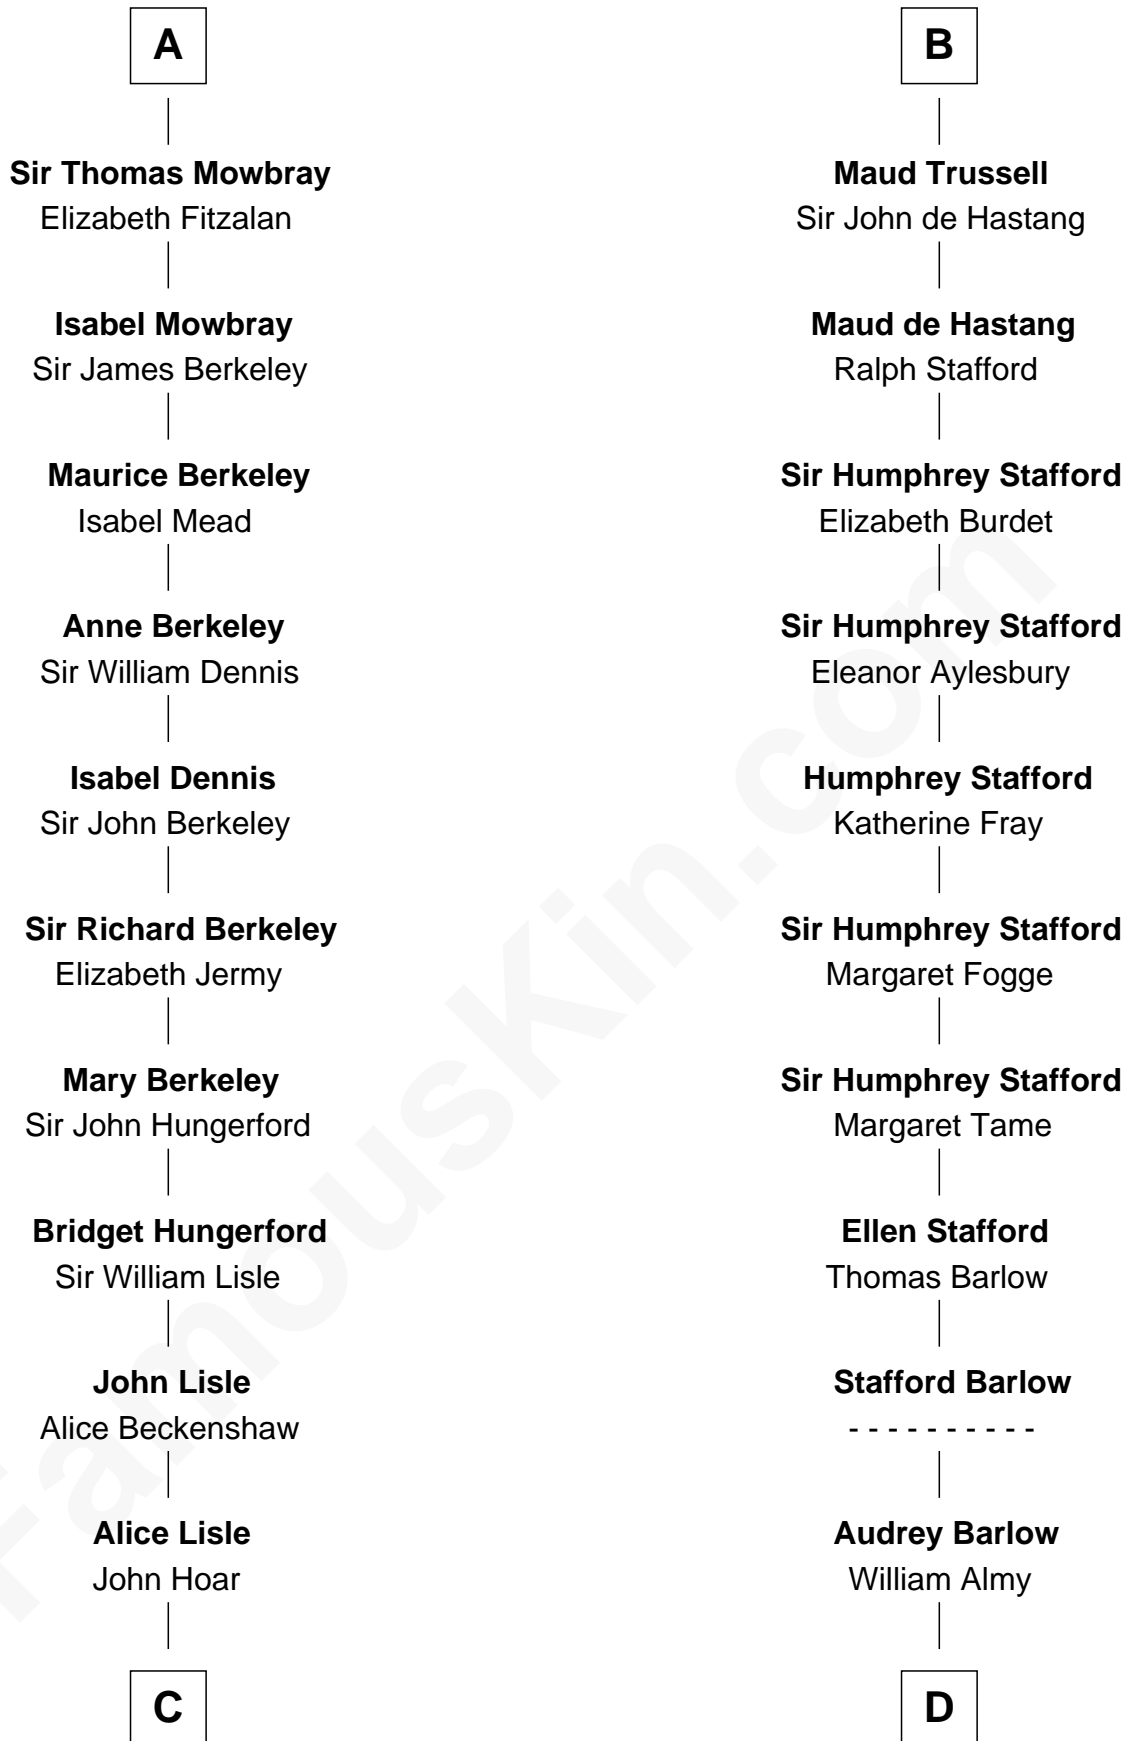 A
Sir Thomas Mowbray
Elizabeth Fitzalan
Isabel Mowbray
Sir James Berkeley
Maurice Berkeley
Isabel Mead
Anne Berkeley
Sir William Dennis
Isabel Dennis
Sir John Berkeley
Sir Richard Berkeley
Elizabeth Jermy
Mary Berkeley
Sir John Hungerford
Bridget Hungerford
Sir William Lisle
John Lisle
Alice Beckenshaw
Alice Lisle
John Hoar
C
B
Maud Trussell
Sir John de Hastang
Maud de Hastang
Ralph Stafford
Sir Humphrey Stafford
Elizabeth Burdet
Sir Humphrey Stafford
Eleanor Aylesbury
Humphrey Stafford
Katherine Fray
Sir Humphrey Stafford
Margaret Fogge
Sir Humphrey Stafford
Margaret Tame
Ellen Stafford
Thomas Barlow
Stafford Barlow
- - - - - - - - - -
Audrey Barlow
William Almy
D
FamousKin.com